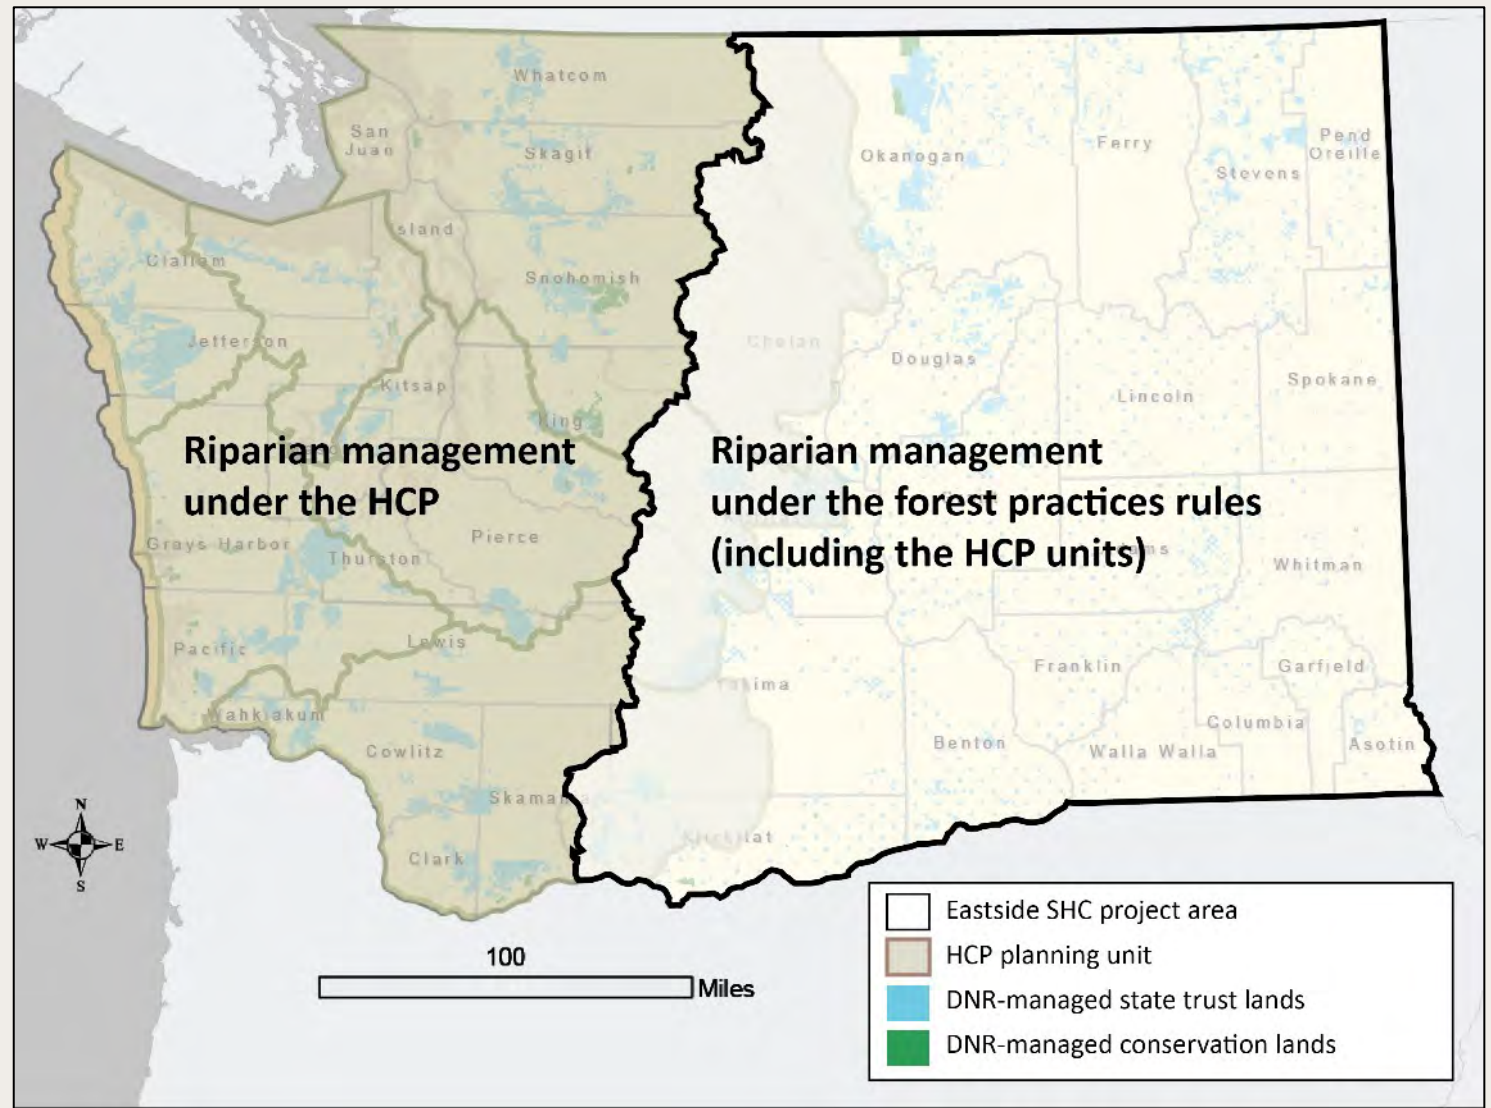 Whatcom
San
Juan
Skagit
Okanogan
Ferry
Pend
Oreille
Stevens
Island
Clallam
Snohomish
Jefferson
Chelan
Douglas
Kitsap
Lincoln
Spokane
King
Riparian management
under the HCP
Riparian management
under the forest practices rules
(including the HCP units)
Grays Harbor
Thurston
Pierce
Adams
Whitman
Pacific
Lewis
Yakima
Franklin
Garfield
Wahkiakum
Cowlitz
Benton
Walla Walla
Columbia
Asotin
Skamania
Clark
Klickitat
N
W
E
S
100
Miles
Eastside SHC project area
HCP planning unit
DNR-managed state trust lands
DNR-managed conservation lands